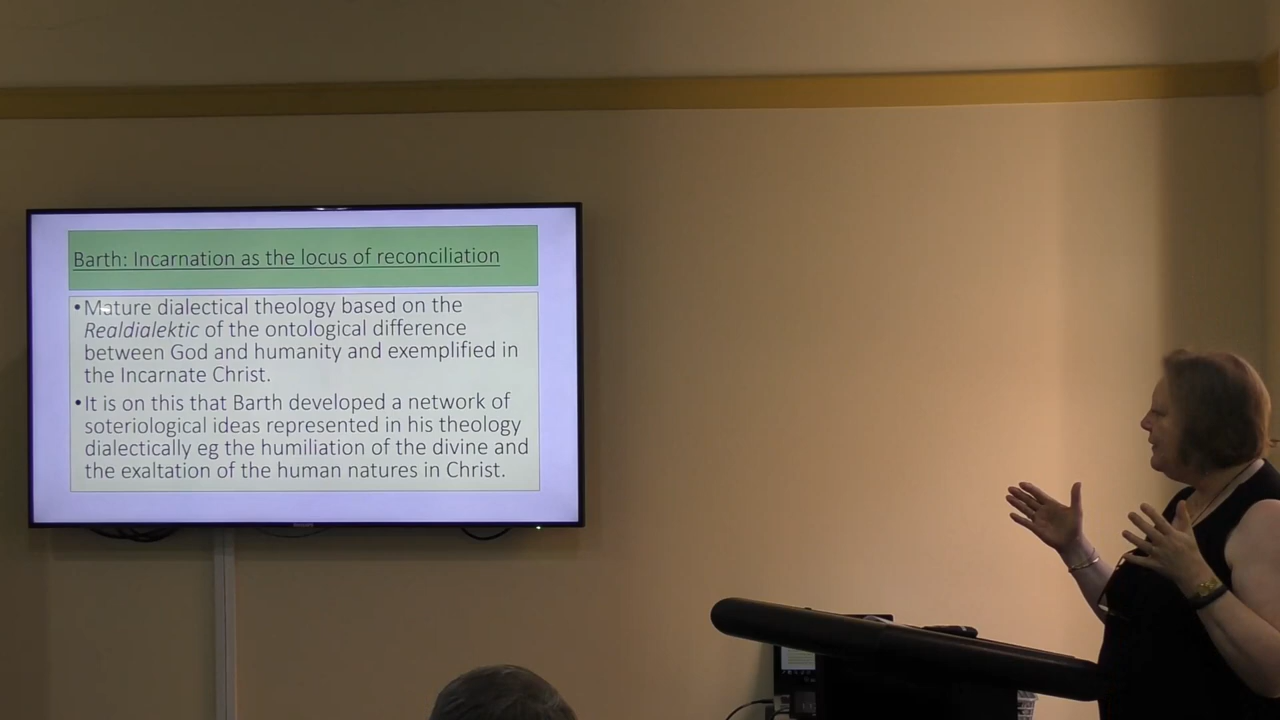 Barth: Incarnation as the locus of reconciliation
•Mature dialectical theology based on the
Realdialektic of the ontological difference
between God and humanity and exemplified in
the Incarnate Christ.
•It is on this that Barth developed a network of
soteriological ideas represented in his theology
dialectically eg the humiliation of the divine and
the exaltation of the human natures in Christ.